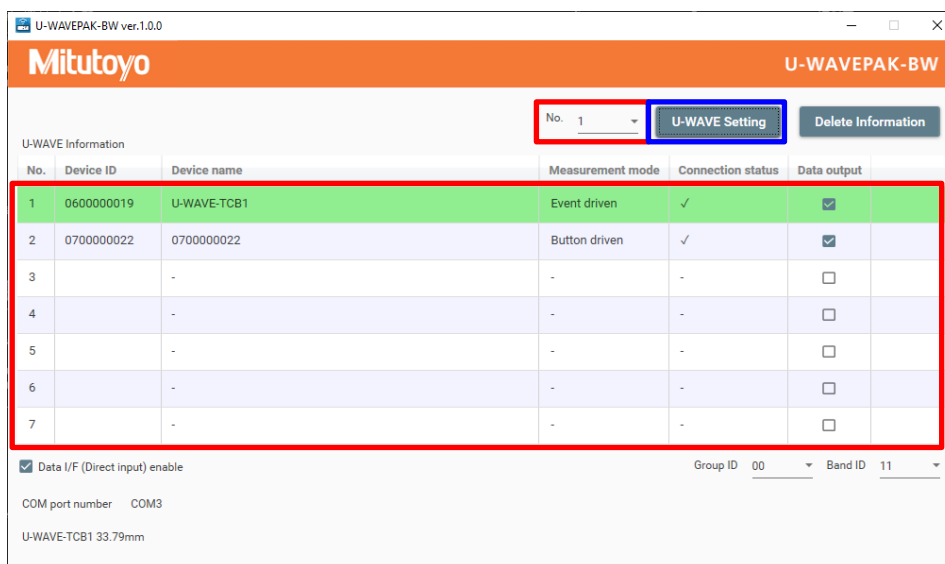 U-WAVEPAK-BW ver.1.0.0
Mitutoyo U-WAVEPAK-BW
No. 1 U-WAVE Setting Delete Information
U-WAVE Information
No. Device ID Device name Measurement mode Connection status Data output
1 0600000019 U-WAVE-TCB1 Event driven ✓
2 0700000022 0700000022 Button driven ✓
3 - - -
4 - - -
5 - - -
6 - - -
7 - - -
Data I/F (Direct input) enable Group ID 00 Band ID 11
COM port number COM3
U-WAVE-TCB1 33.79mm